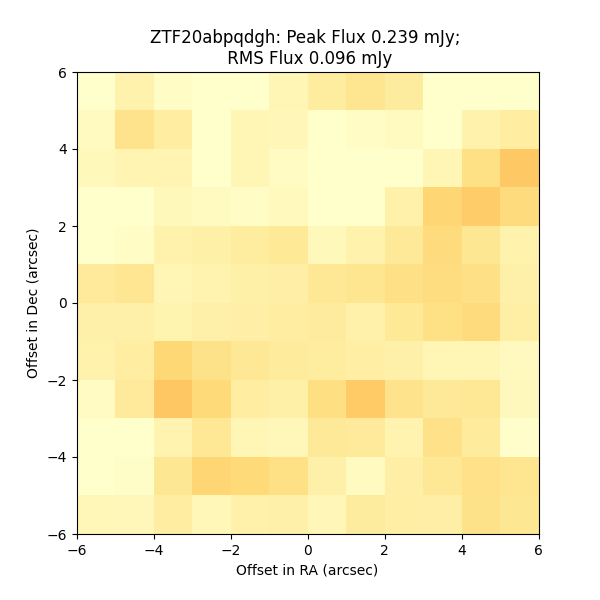 ZTF20abpqdgh: Peak Flux 0.239 mJy;
RMS Flux 0.096 mJy
6
4
2
0
−2
−4
−6
Offset in Dec (arcsec)
−6 −4 −2 0 2 4 6
Offset in RA (arcsec)